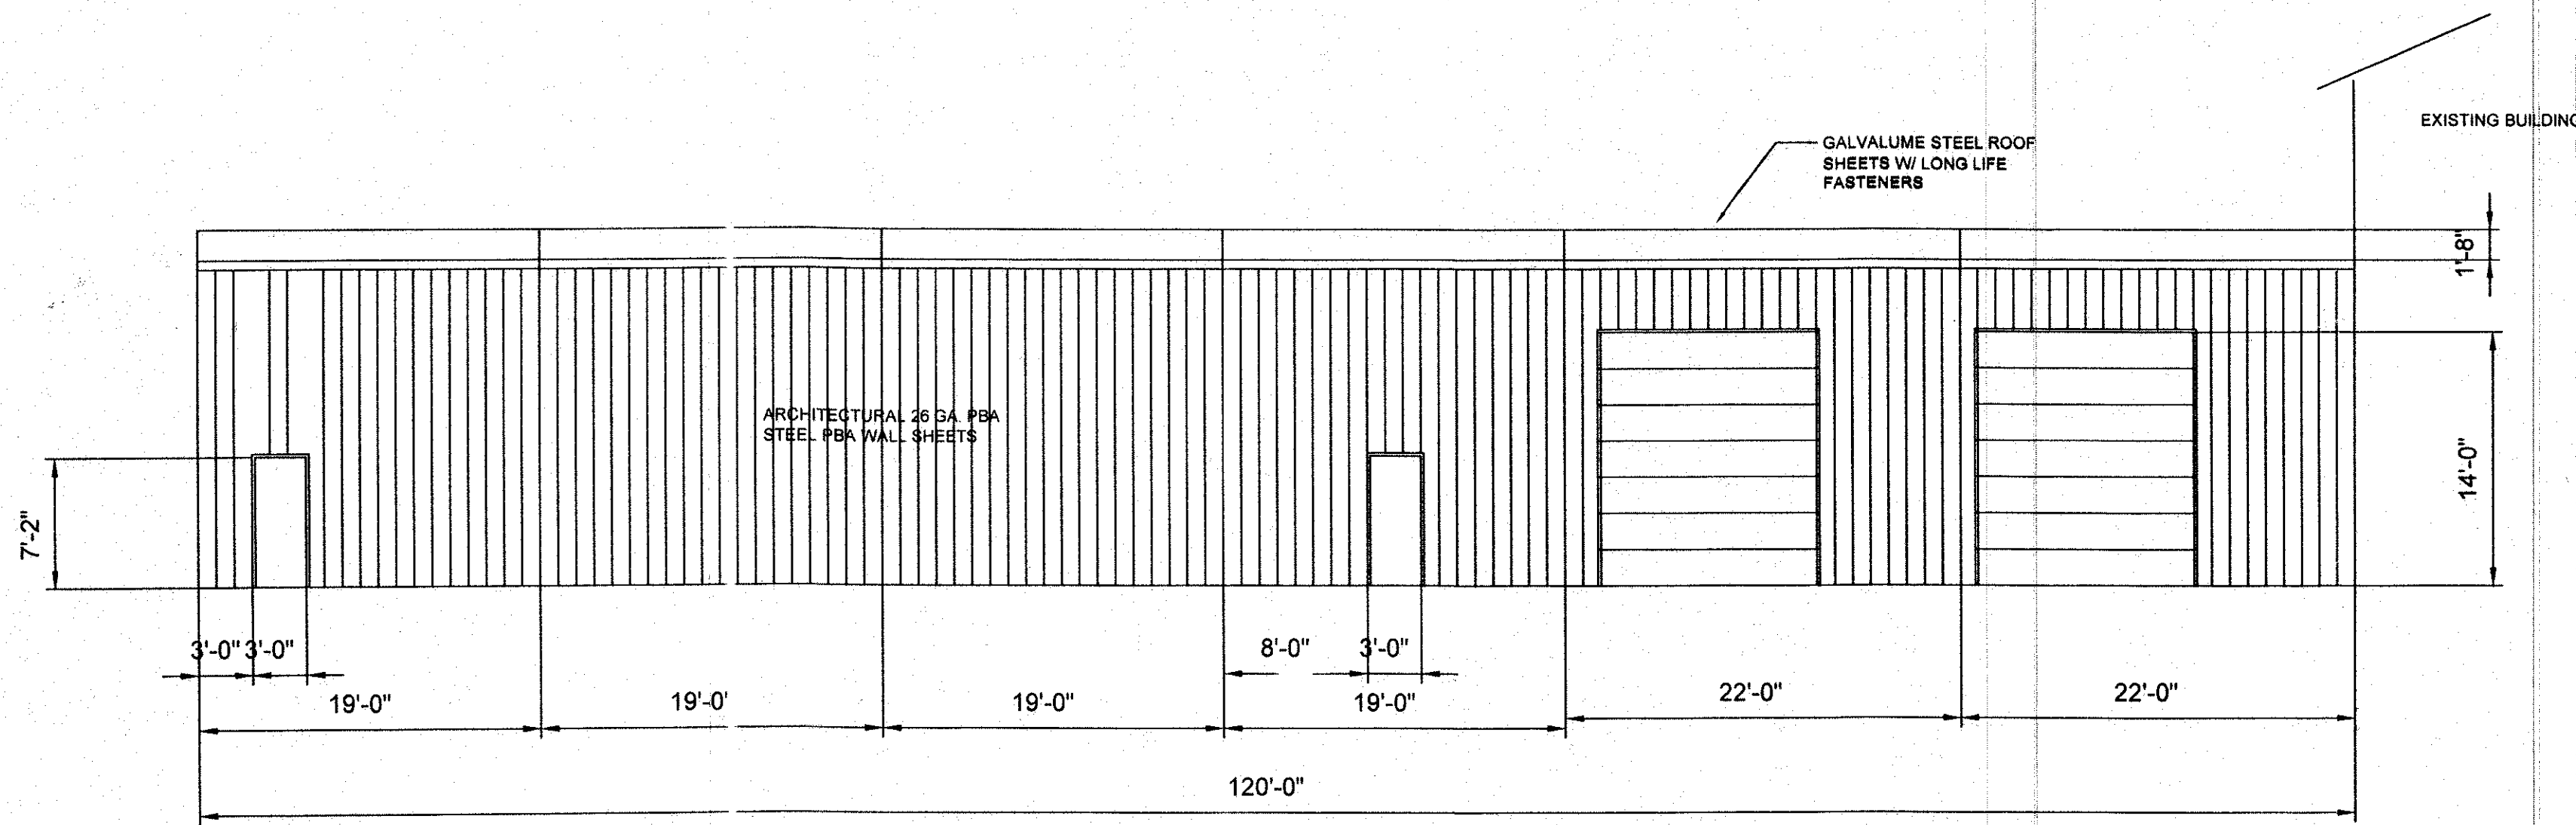 EXISTING BUILDING
GALVALUME STEEL ROOF
SHEETS W/ LONG LIFE
FASTENERS
1'-8"
ARCHITECTURAL 26 GA. PBA
STEEL PBA WALL SHEETS
7'-2"
14'-0"
3'-0" 3'-0"
8'-0" 3'-0"
19'-0" 19'-0' 19'-0" 19'-0" 22'-0" 22'-0"
120'-0"